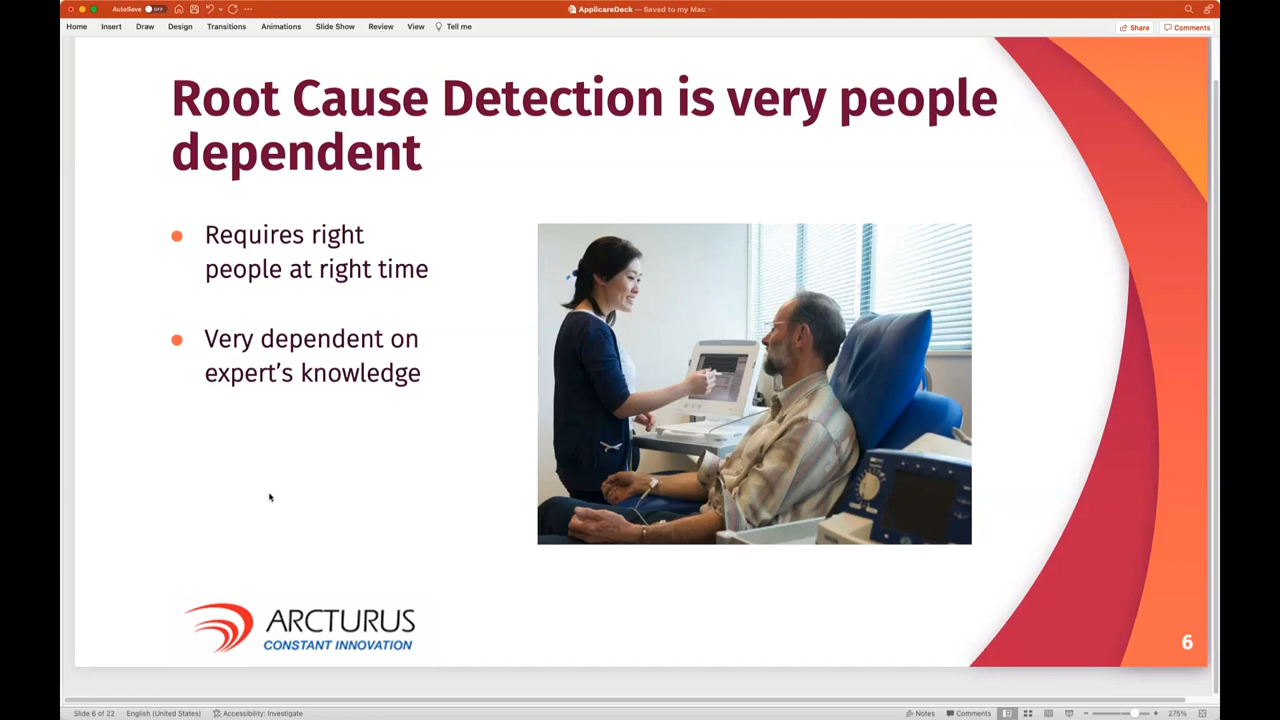 AutoSave OFF
ApplicareDeck — Saved to my Mac
Home Insert Draw Design Transitions Animations Slide Show Review View Tell me
Share Comments
Root Cause Detection is very people
dependent
Requires right
people at right time
Very dependent on
expert's knowledge
ARCTURUS
CONSTANT INNOVATION
6
Slide 6 of 22 English (United States) Accessibility: Investigate Notes Comments 275%